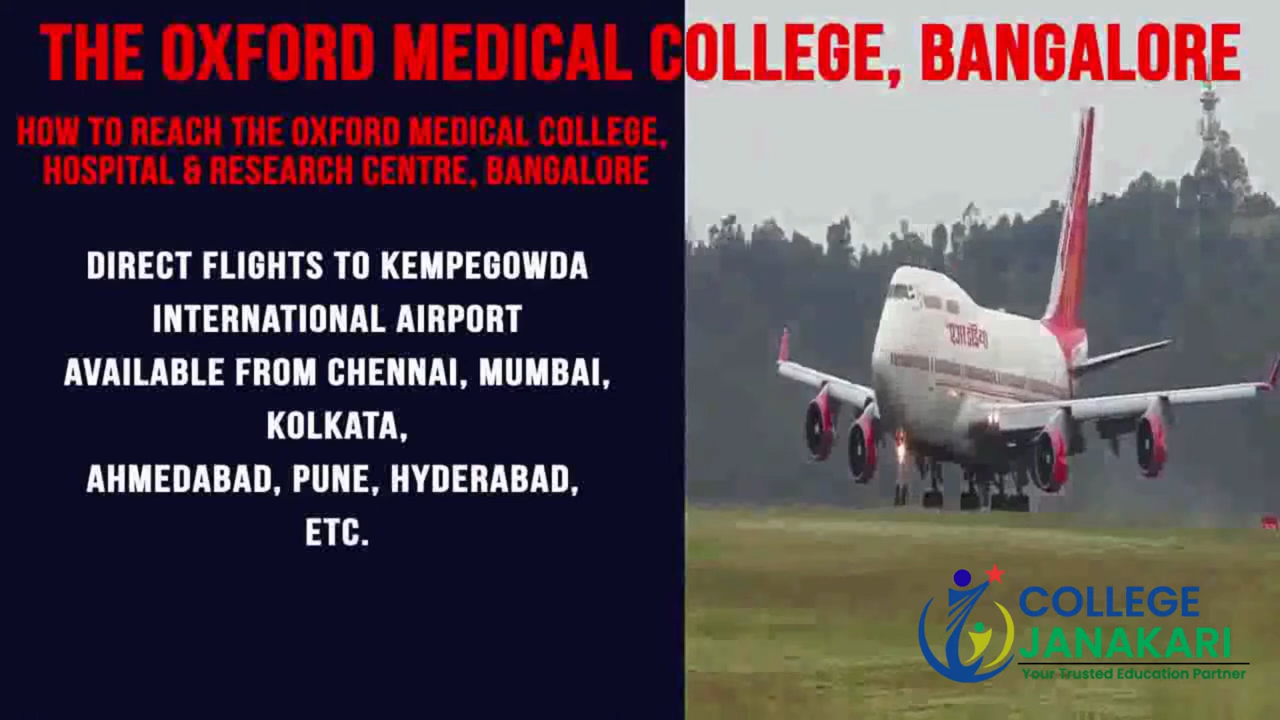 THE OXFORD MEDICAL COLLEGE, BANGALORE
HOW TO REACH THE OXFORD MEDICAL COLLEGE,
HOSPITAL & RESEARCH CENTRE, BANGALORE
DIRECT FLIGHTS TO KEMPEGOWDA
INTERNATIONAL AIRPORT
AVAILABLE FROM CHENNAI, MUMBAI,
KOLKATA,
AHMEDABAD, PUNE, HYDERABAD,
ETC.
एअर इंडिया
COLLEGE
JANAKARI
Your Trusted Education Partner